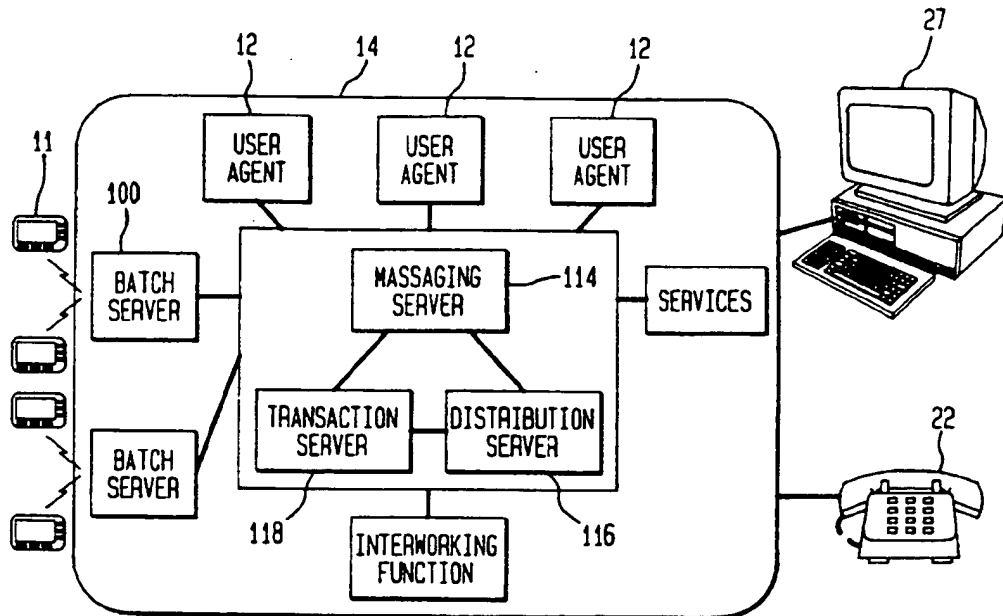 12
14
12
12
27
11
100
USER
AGENT
USER
AGENT
USER
AGENT
BATCH
SERVER
MASSAGING
SERVER
114
SERVICES
TRANSACTION
SERVER
DISTRIBUTION
SERVER
BATCH
SERVER
118
116
22
INTERWORKING
FUNCTION